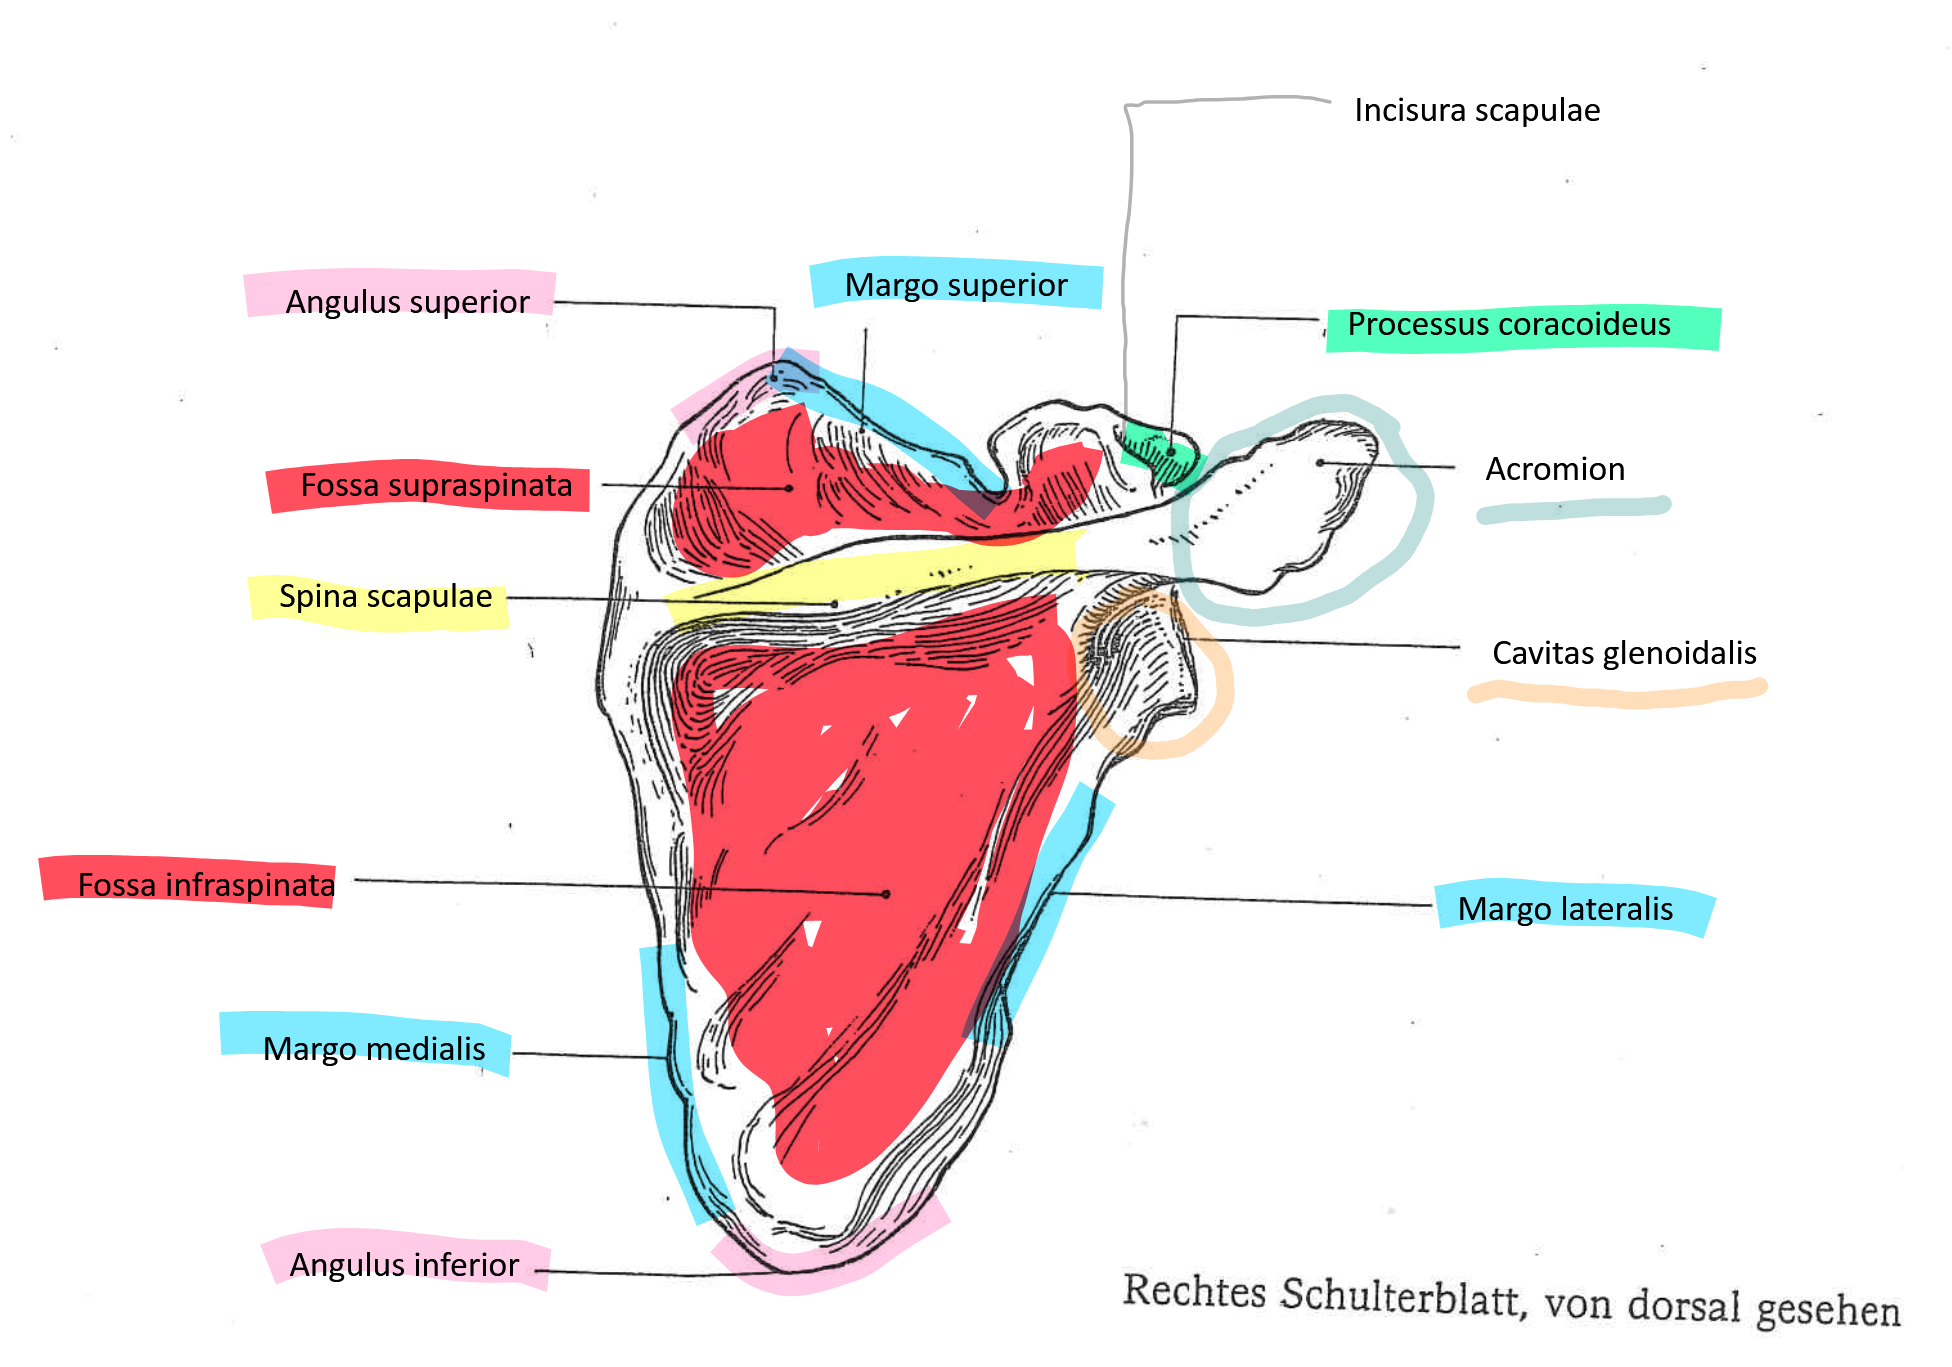 Incisura scapulae
Angulus superior
Margo superior
Processus coracoideus
Fossa supraspinata
Acromion
Spina scapulae
Cavitas glenoidalis
Fossa infraspinata
Margo lateralis
Margo medialis
Angulus inferior
Rechtes Schulterblatt, von dorsal gesehen